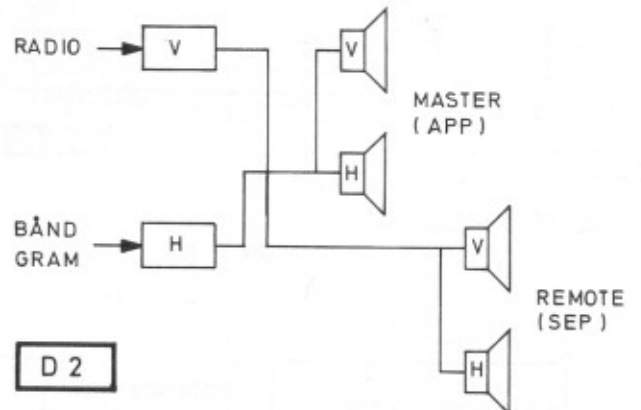 RADIO
V
V
MASTER
(APP)
H
BÅND
GRAM
H
V
REMOTE
(SEP)
H
D 2